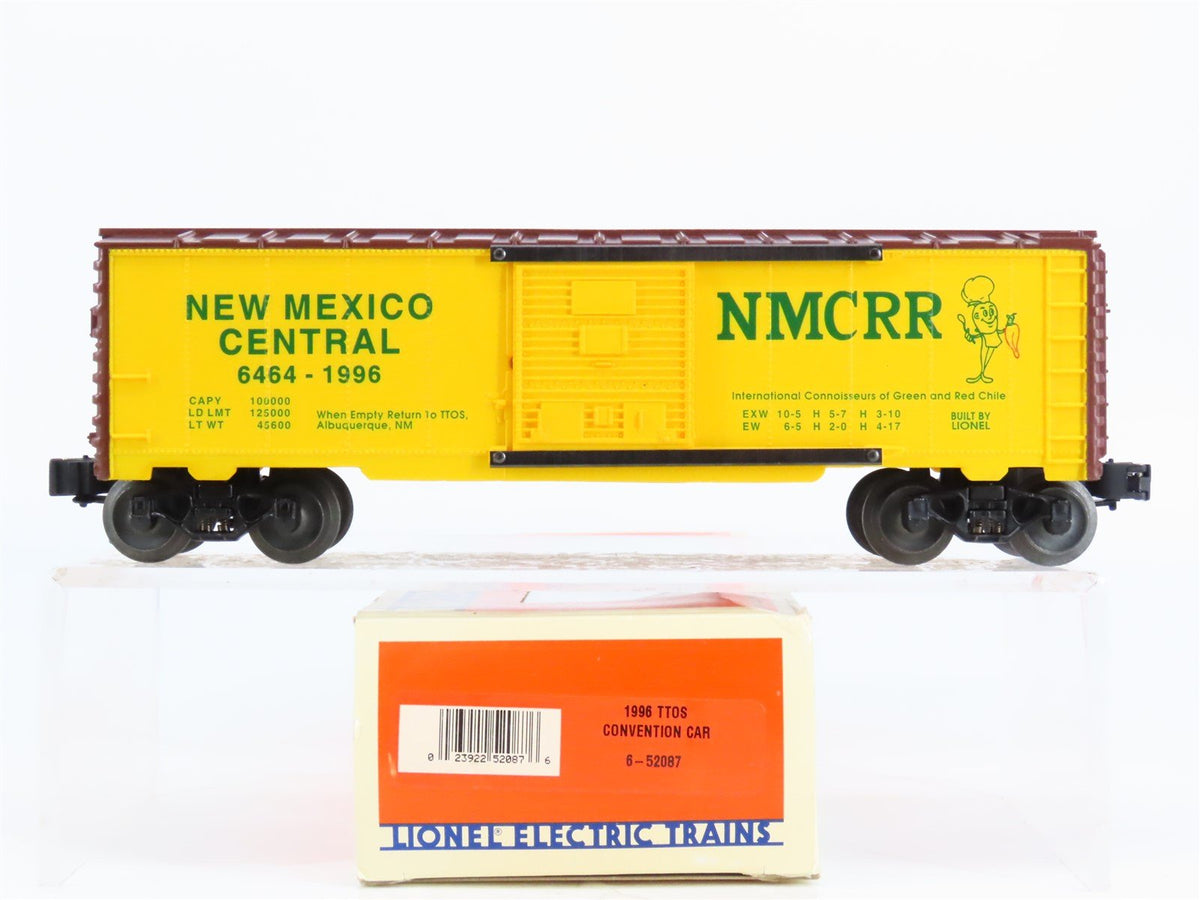 NEW MEXICO
CENTRAL
6464 - 1996
CAPY 100000
LD LMT 125000
LT WT 45600
When Empty Return To TTOS,
Albuquerque, NM
NMCRR
International Connoisseurs of Green and Red Chile
EXW 10-5 H 5-7 H 3-10
EW 6-5 H 2-0 H 4-17
BUILT BY
LIONEL
1996 TTOS
CONVENTION CAR
6-52087
0 23922 52087 6
LIONEL® ELECTRIC TRAINS